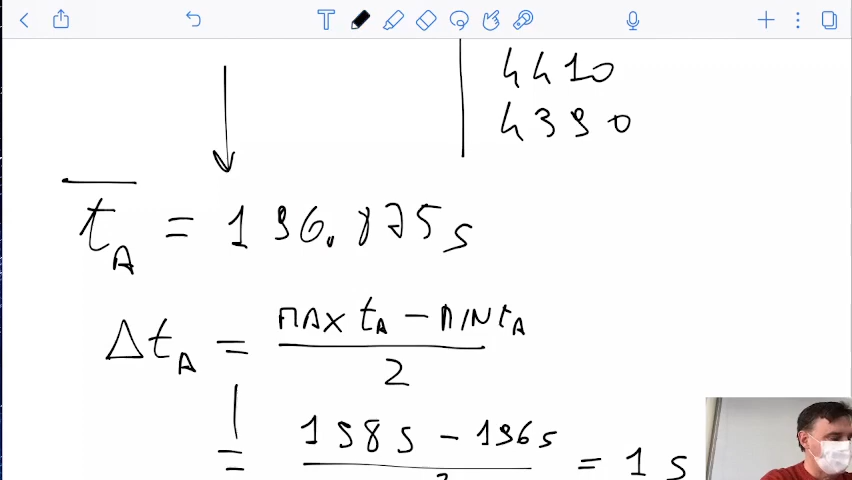 4410
4390
t̅A = 196.875 s
ΔtA = MAX tA − MIN tA
2
= 198 s − 196 s = 1 s
2